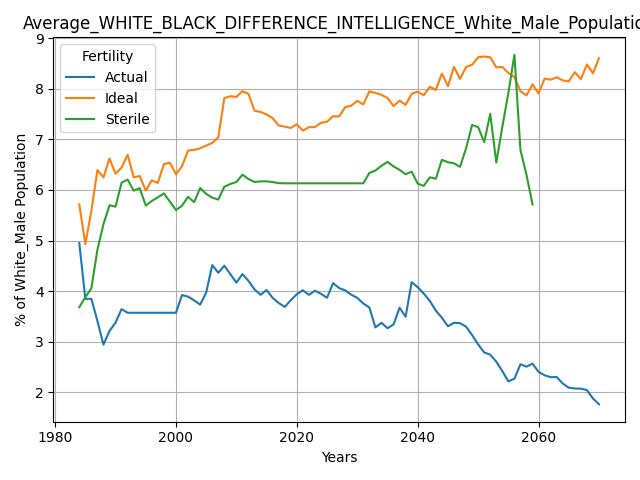 Average_WHITE_BLACK_DIFFERENCE_INTELLIGENCE_White_Male_Populatio
Fertility
Actual
Ideal
Sterile
% of White_Male Population
9
8
7
6
5
4
3
2
1980 2000 2020 2040 2060
Years